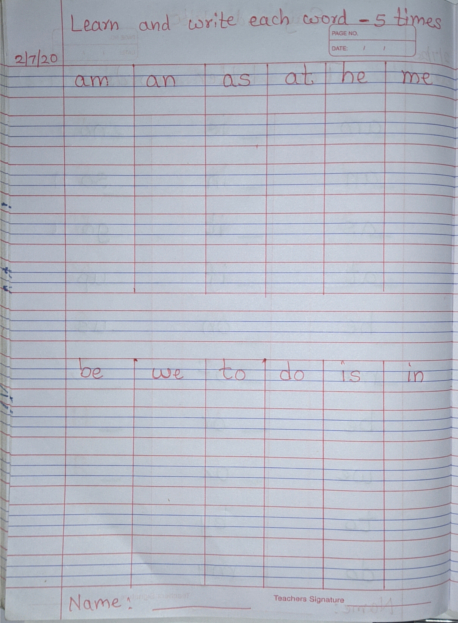 Learn and write each word - 5 times
PAGE NO.
DATE: / /
2/7/20
am an as at he me
be we to do is in
Name: ________
Teachers Signature